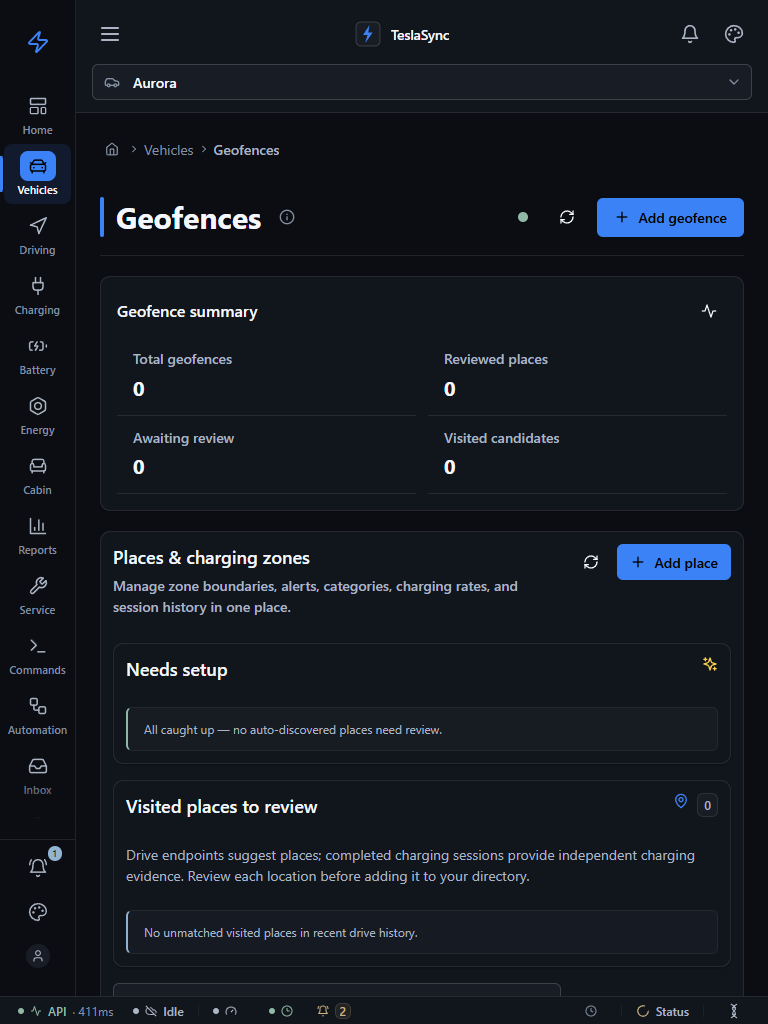 TeslaSync
Aurora
Home
Vehicles
Driving
Charging
Battery
Energy
Cabin
Reports
Service
Commands
Automation
Inbox
1
Vehicles
Geofences
Geofences
Add geofence
Geofence summary
Total geofences
0
Reviewed places
0
Awaiting review
0
Visited candidates
0
Places & charging zones
Add place
Manage zone boundaries, alerts, categories, charging rates, and
session history in one place.
Needs setup
All caught up — no auto-discovered places need review.
Visited places to review
0
Drive endpoints suggest places; completed charging sessions provide independent charging
evidence. Review each location before adding it to your directory.
No unmatched visited places in recent drive history.
API · 411ms
Idle
2
Status